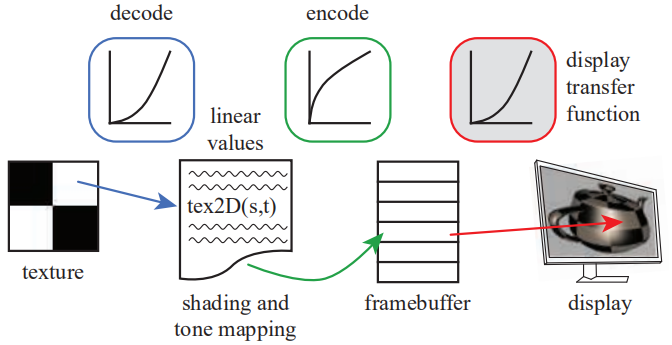 decode
encode
display
transfer
function
linear
values
tex2D(s,t)
texture
shading and
tone mapping
framebuffer
display